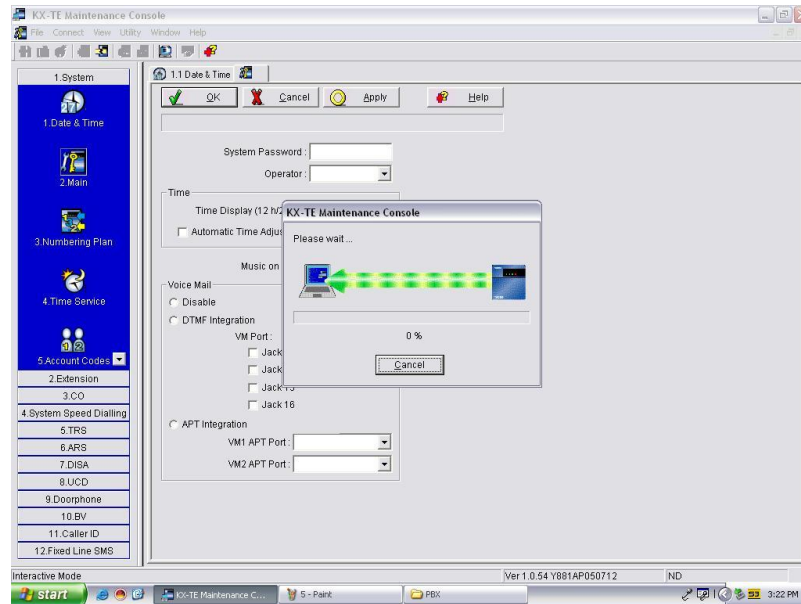 KX-TE Maintenance Console
File Connect View Utility Window Help
1.System
1.Date & Time
2.Main
3.Numbering Plan
4.Time Service
5.Account Codes
2.Extension
3.CO
4.System Speed Dialling
5.TRS
6.ARS
7.DISA
8.UCD
9.Doorphone
10.BV
11.Caller ID
12.Fixed Line SMS
1.1 Date & Time
OK Cancel Apply Help
System Password :
Operator :
Time
Time Display (12 h/2
Automatic Time Adjus
Music on
Voice Mail
Disable
DTMF Integration
VM Port :
Jack
Jack
Jack 15
Jack 16
APT Integration
VM1 APT Port :
VM2 APT Port :
KX-TE Maintenance Console
Please wait ...
0 %
Cancel
Interactive Mode
Ver 1.0.54 Y881AP050712
ND
start
KX-TE Maintenance C...
5 - Paint
PBX
3:22 PM